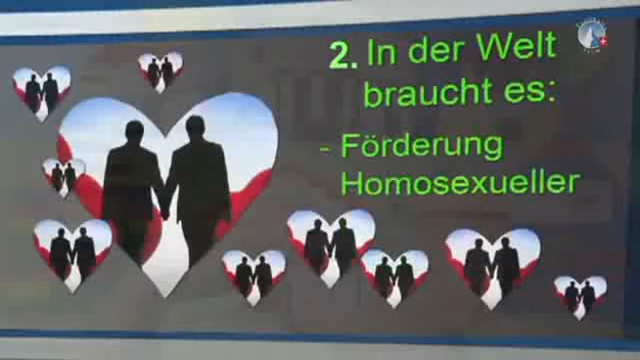 2. In der Welt
braucht es:
- Förderung
Homosexueller